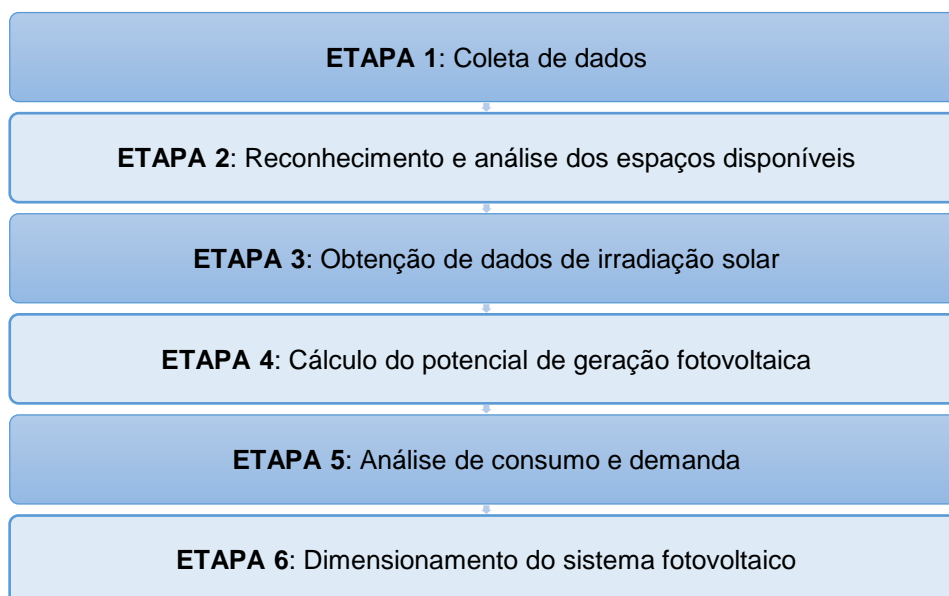 ETAPA 1: Coleta de dados
ETAPA 2: Reconhecimento e análise dos espaços disponíveis
ETAPA 3: Obtenção de dados de irradiação solar
ETAPA 4: Cálculo do potencial de geração fotovoltaica
ETAPA 5: Análise de consumo e demanda
ETAPA 6: Dimensionamento do sistema fotovoltaico